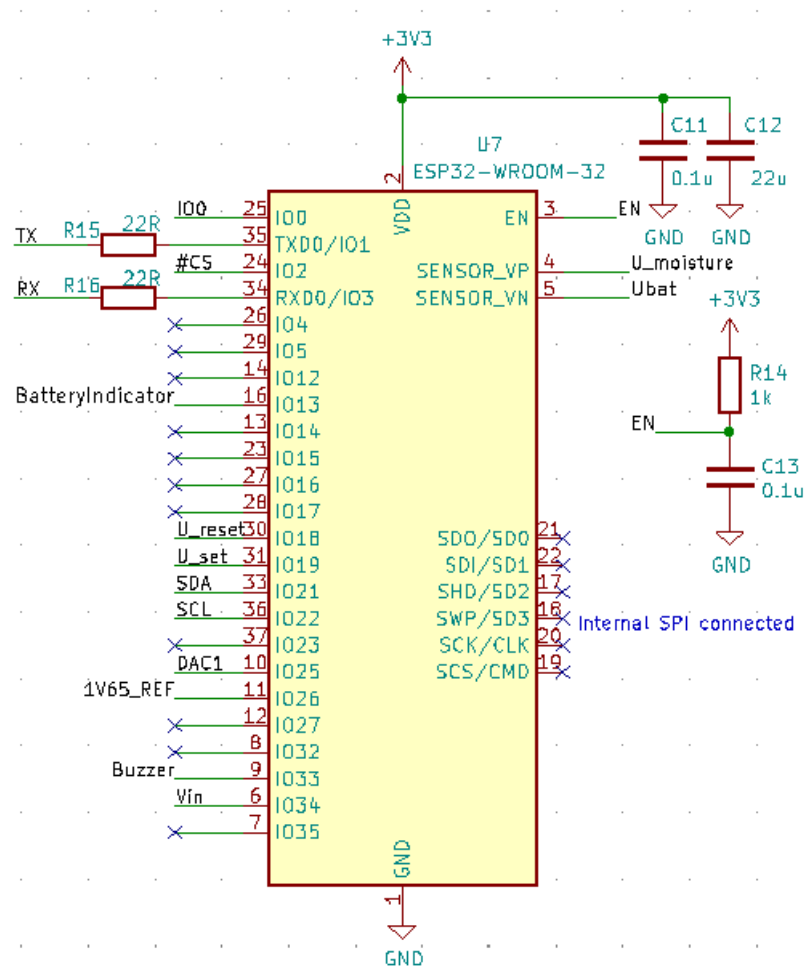 +3V3
C11
0.1u
C12
22u
GND
GND
U7
ESP32-WROOM-32
2
VDD
IO0 25 IO0
TX R15 22R 35 TXD0/IO1
#CS 24 IO2
RX R16 22R 34 RXD0/IO3
26 IO4
29 IO5
14 IO12
BatteryIndicator 16 IO13
13 IO14
23 IO15
27 IO16
28 IO17
U_reset 30 IO18
U_set 31 IO19
SDA 33 IO21
SCL 36 IO22
37 IO23
DAC1 10 IO25
1V65_REF 11 IO26
12 IO27
8 IO32
Buzzer 9 IO33
Vin 6 IO34
7 IO35
EN 3 EN
SENSOR_VP 4 U_moisture
SENSOR_VN 5 Ubat
SDO/SD0 21
SDI/SD1 22
SHD/SD2 17
SWP/SD3 18
SCK/CLK 20
SCS/CMD 19
Internal SPI connected
+3V3
R14
1k
EN
C13
0.1u
GND
GND
1
GND